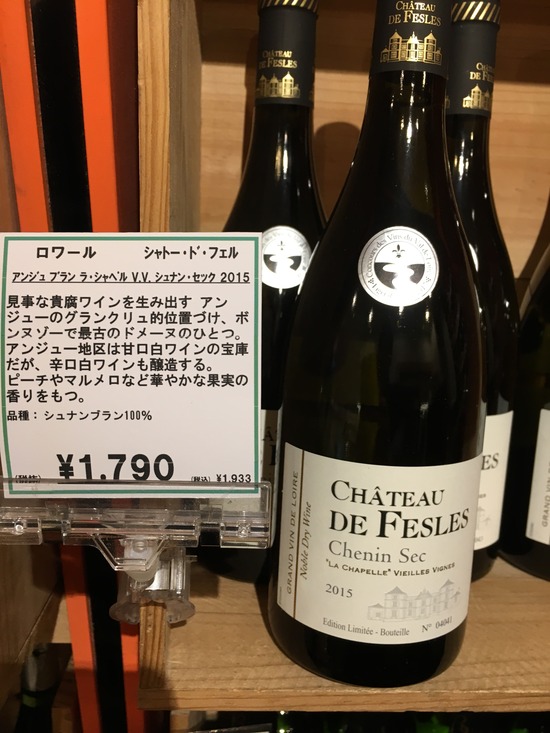 ロワール　シャトー・ド・フェル
アンジュ ブラン ラ・シャペル V.V. シュナン・セック 2015
見事な貴腐ワインを生み出す アン
ジューのグランクリュ的位置づけ、ボ
ンヌゾーで最古のドメーヌのひとつ。
アンジュー地区は甘口白ワインの宝庫
だが、辛口白ワインも醸造する。
ピーチやマルメロなど華やかな果実の
香りをもつ。
品種：シュナンブラン100%
(税抜) ¥1,790 (税込) ¥1,933
CHÂTEAU
DE FESLES
CHÂTEAU
DE FESLES
CHÂTEAU
DE FESLES
GRAND VIN DE LOIRE
Noble Dry Wine
CHÂTEAU
DE FESLES
Chenin Sec
"LA CHAPELLE" VIEILLES VIGNES
2015
Edition Limitée - Bouteille N° 04041